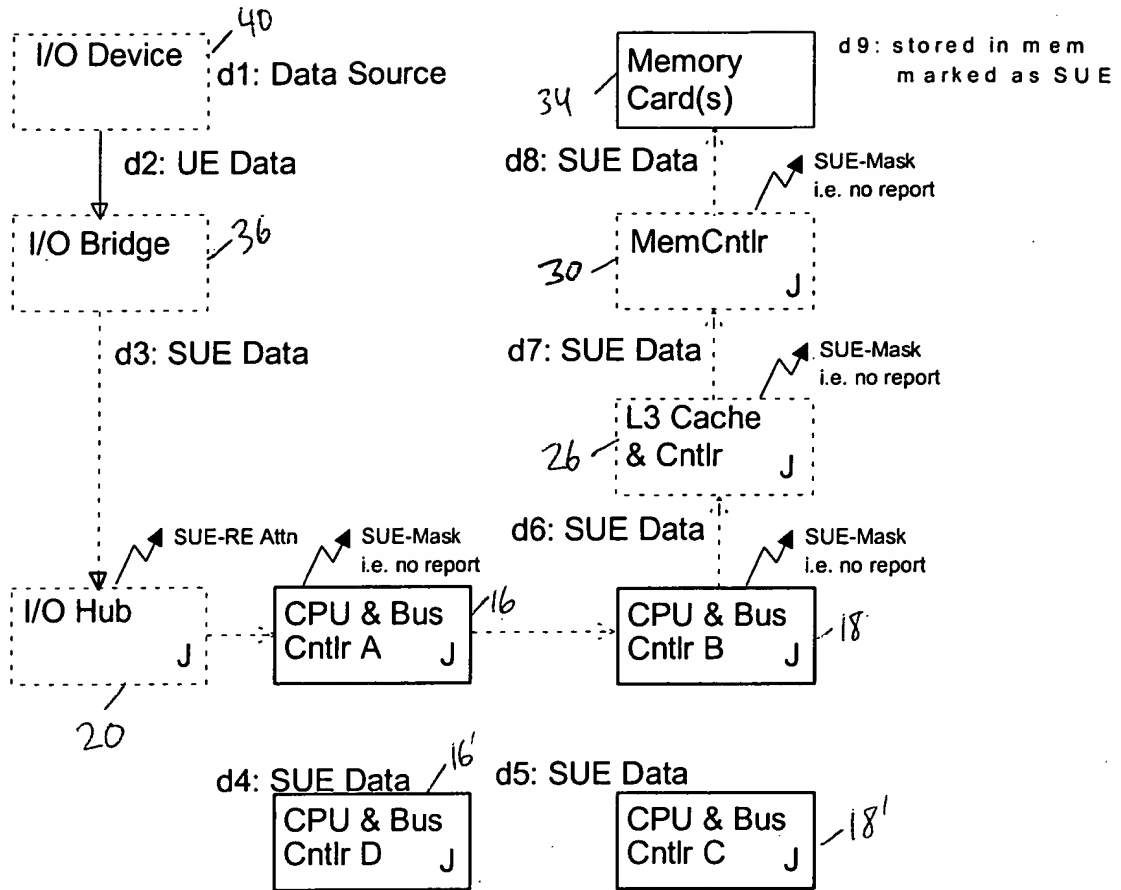 40
I/O Device
d1: Data Source
d2: UE Data
I/O Bridge
36
d3: SUE Data
SUE-RE Attn
I/O Hub
J
20
SUE-Mask
i.e. no report
CPU & Bus
Cntlr A
J
16
CPU & Bus
Cntlr B
J
18
SUE-Mask
i.e. no report
d6: SUE Data
L3 Cache
& Cntlr
J
26
SUE-Mask
i.e. no report
d7: SUE Data
MemCntlr
J
30
SUE-Mask
i.e. no report
d8: SUE Data
Memory
Card(s)
34
d9: stored in mem
marked as SUE
d4: SUE Data
16'
CPU & Bus
Cntlr D
J
d5: SUE Data
CPU & Bus
Cntlr C
J
18'